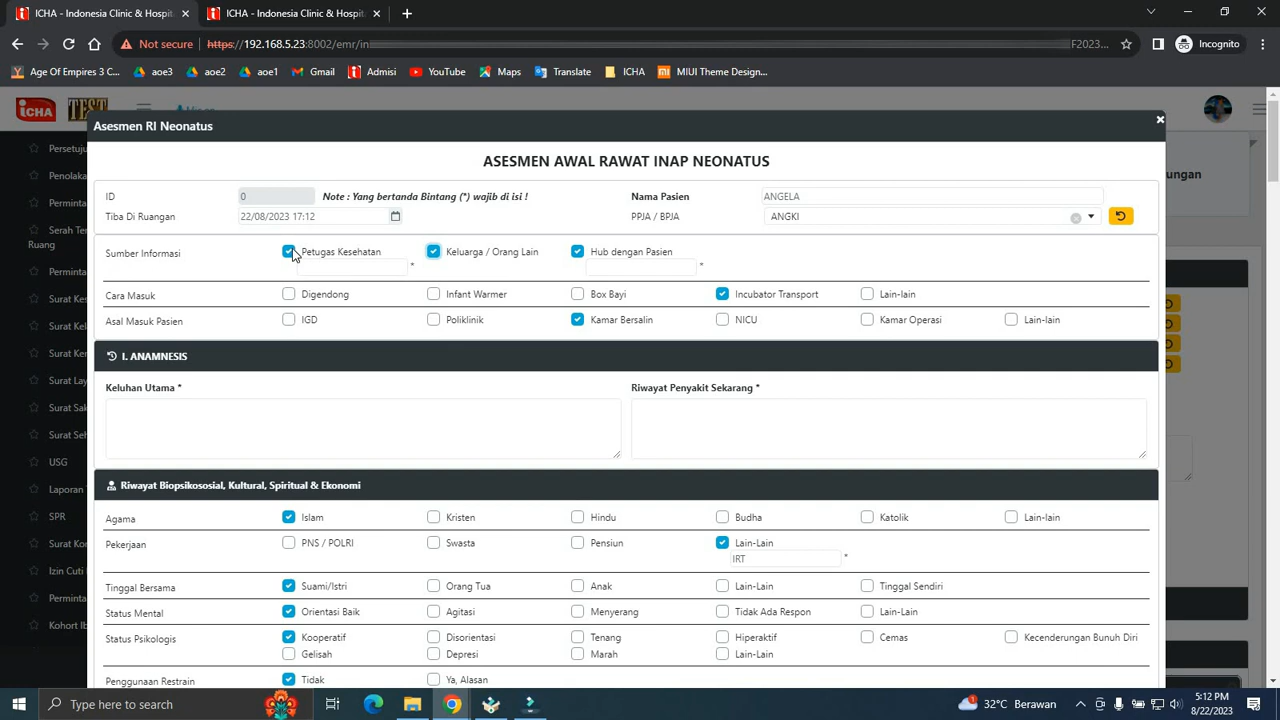 ICHA - Indonesia Clinic & Hosp
ICHA - Indonesia Clinic & Hosp
Not secure
https://192.168.5.23:8002/emr/in
F2023...
Incognito
Age Of Empires 3 C...
aoe3
aoe2
aoe1
Gmail
Admisi
YouTube
Maps
Translate
ICHA
MIUI Theme Design...
iCHA TEST
Asesmen RI Neonatus
ASESMEN AWAL RAWAT INAP NEONATUS
ID 0 Note : Yang bertanda Bintang (*) wajib di isi ! Nama Pasien ANGELA
Tiba Di Ruangan 22/08/2023 17:12 PPJA / BPJA ANGKI
Sumber Informasi Petugas Kesehatan Keluarga / Orang Lain Hub dengan Pasien
* *
Cara Masuk Digendong Infant Warmer Box Bayi Incubator Transport Lain-lain
Asal Masuk Pasien IGD Poliklinik Kamar Bersalin NICU Kamar Operasi Lain-lain
I. ANAMNESIS
Keluhan Utama * Riwayat Penyakit Sekarang *
Riwayat Biopsikososial, Kultural, Spiritual & Ekonomi
Agama Islam Kristen Hindu Budha Katolik Lain-lain
Pekerjaan PNS / POLRI Swasta Pensiun Lain-Lain
IRT *
Tinggal Bersama Suami/Istri Orang Tua Anak Lain-Lain Tinggal Sendiri
Status Mental Orientasi Baik Agitasi Menyerang Tidak Ada Respon Lain-Lain
Status Psikologis Kooperatif Disorientasi Tenang Hiperaktif Cemas Kecenderungan Bunuh Diri
Gelisah Depresi Marah Lain-Lain
Penggunaan Restrain Tidak Ya, Alasan
Persetuj
Penolaka
Perminta
Serah Ter
Ruang
Perminta
Surat Kes
Surat Kel
Surat Ker
Surat Lay
Surat Sak
Surat Seh
USG
Laporan
SPR
Surat Kon
Izin Cuti
Perminta
Kohort Ib
ungan
Type here to search
32°C Berawan
5:12 PM
8/22/2023